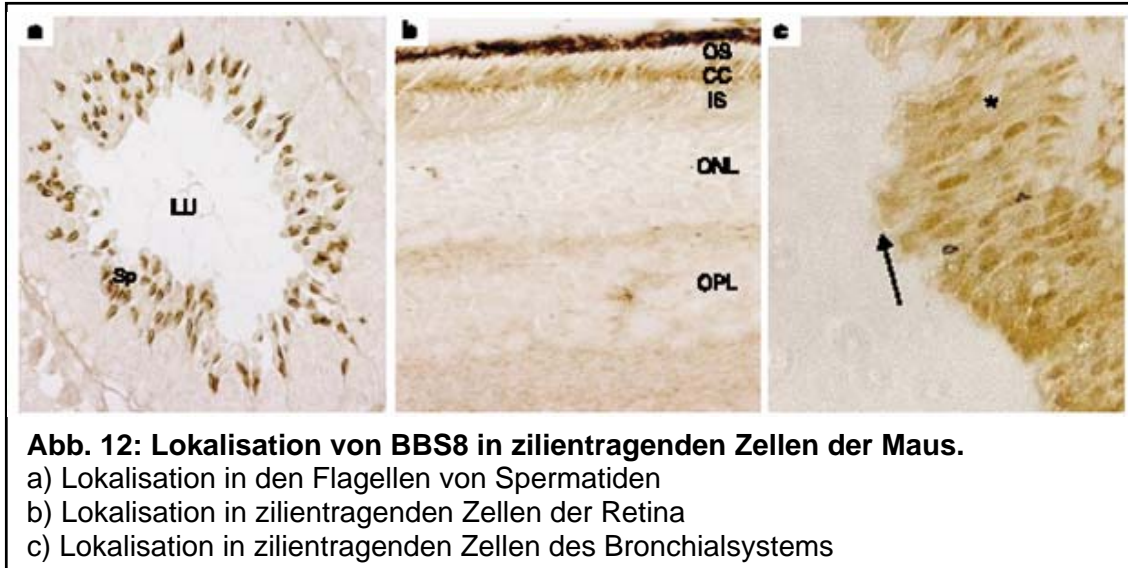 a b c
OS
CC
IS
ONL
LU
Sp
OPL
*
Abb. 12: Lokalisation von BBS8 in zilientragenden Zellen der Maus.
a) Lokalisation in den Flagellen von Spermatiden
b) Lokalisation in zilientragenden Zellen der Retina
c) Lokalisation in zilientragenden Zellen des Bronchialsystems